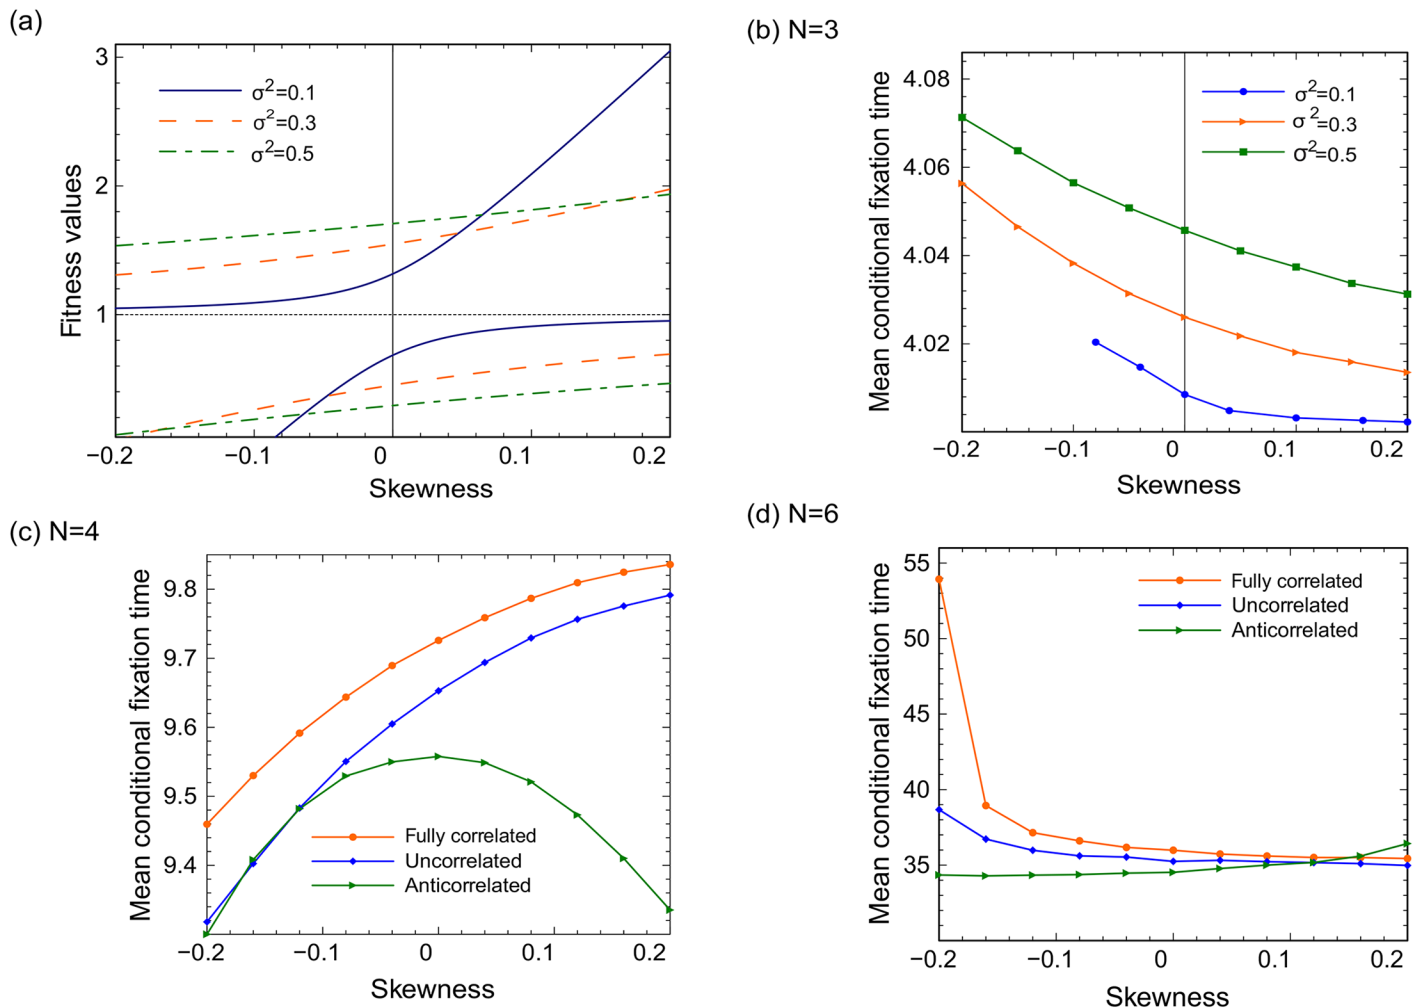 (a)
3
2
1
Fitness values
σ²=0.1
σ²=0.3
σ²=0.5
−0.2
−0.1
0
0.1
0.2
Skewness
(b) N=3
4.08
4.06
4.04
4.02
Mean conditional fixation time
σ²=0.1
σ²=0.3
σ²=0.5
−0.2
−0.1
0
0.1
0.2
Skewness
(c) N=4
9.8
9.7
9.6
9.5
9.4
Mean conditional fixation time
Fully correlated
Uncorrelated
Anticorrelated
−0.2
−0.1
0
0.1
0.2
Skewness
(d) N=6
55
50
45
40
35
Mean conditional fixation time
Fully correlated
Uncorrelated
Anticorrelated
−0.2
−0.1
0
0.1
0.2
Skewness